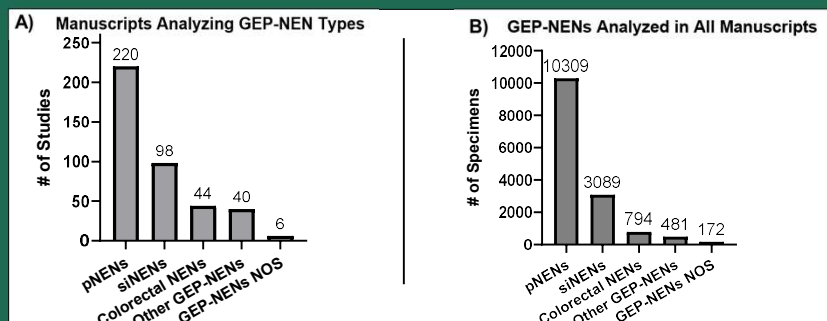 A) Manuscripts Analyzing GEP-NEN Types
# of Studies
250
200
150
100
50
0
220
98
44
40
6
pNENs
siNENs
Colorectal NENs
Other GEP-NENs
GEP-NENs NOS
B) GEP-NENs Analyzed in All Manuscripts
# of Specimens
12000
10000
8000
6000
4000
2000
0
10309
3089
794
481
172
pNENs
siNENs
Colorectal NENs
Other GEP-NENs
GEP-NENs NOS